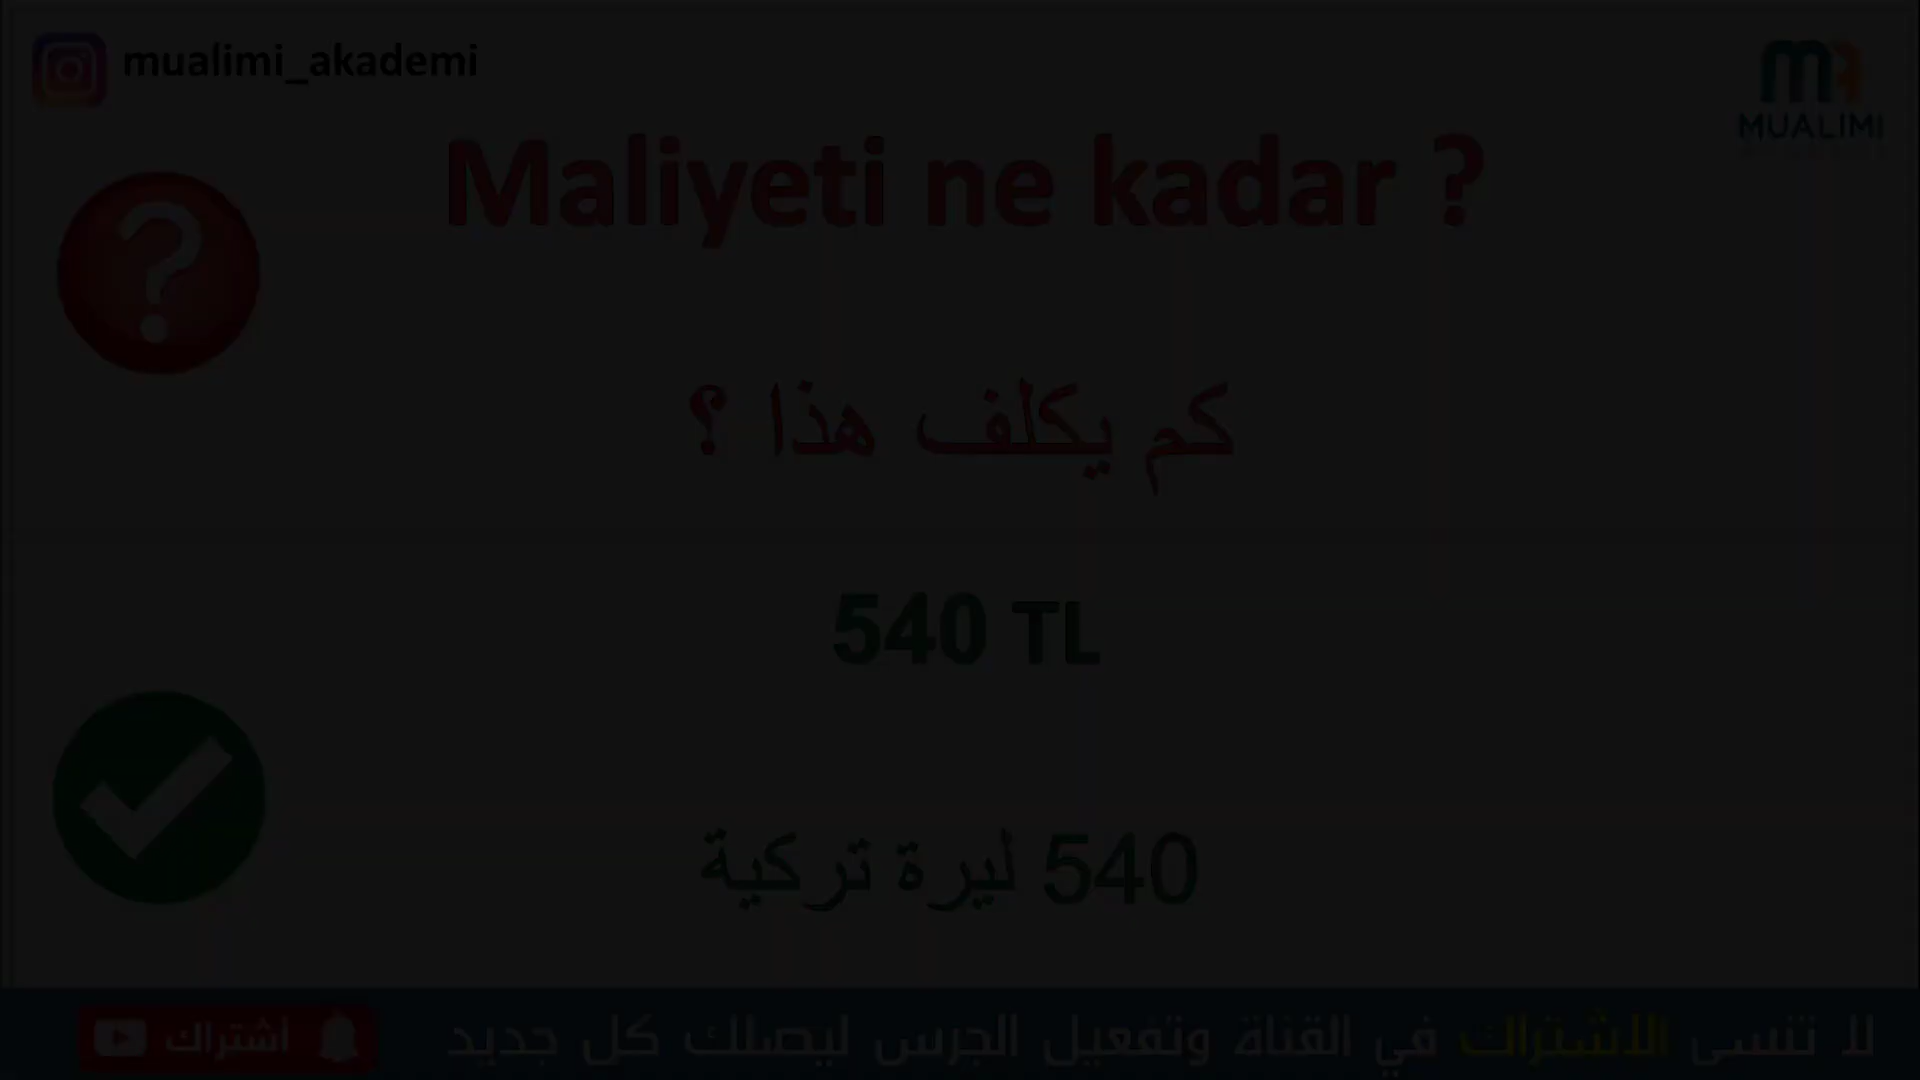 mualimi_akademi
MUALIMI
Maliyeti ne kadar ?
كم يكلف هذا ؟
540 TL
540 ليرة تركية
لا تنسى الاشتراك في القناة وتفعيل الجرس ليصلك كل جديد
اشتراك